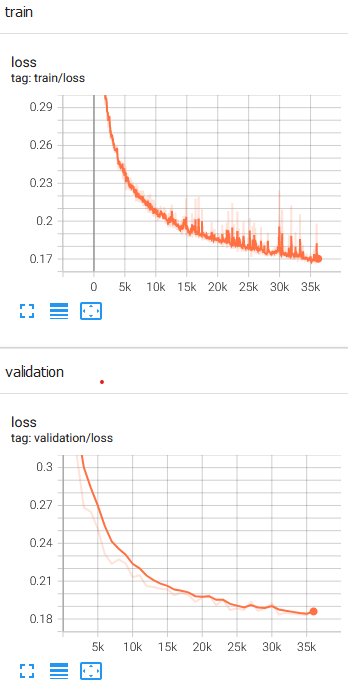 train
loss
tag: train/loss
0.29
0.26
0.23
0.2
0.17
0 5k 10k 15k 20k 25k 30k 35k
validation
loss
tag: validation/loss
0.3
0.27
0.24
0.21
0.18
5k 10k 15k 20k 25k 30k 35k